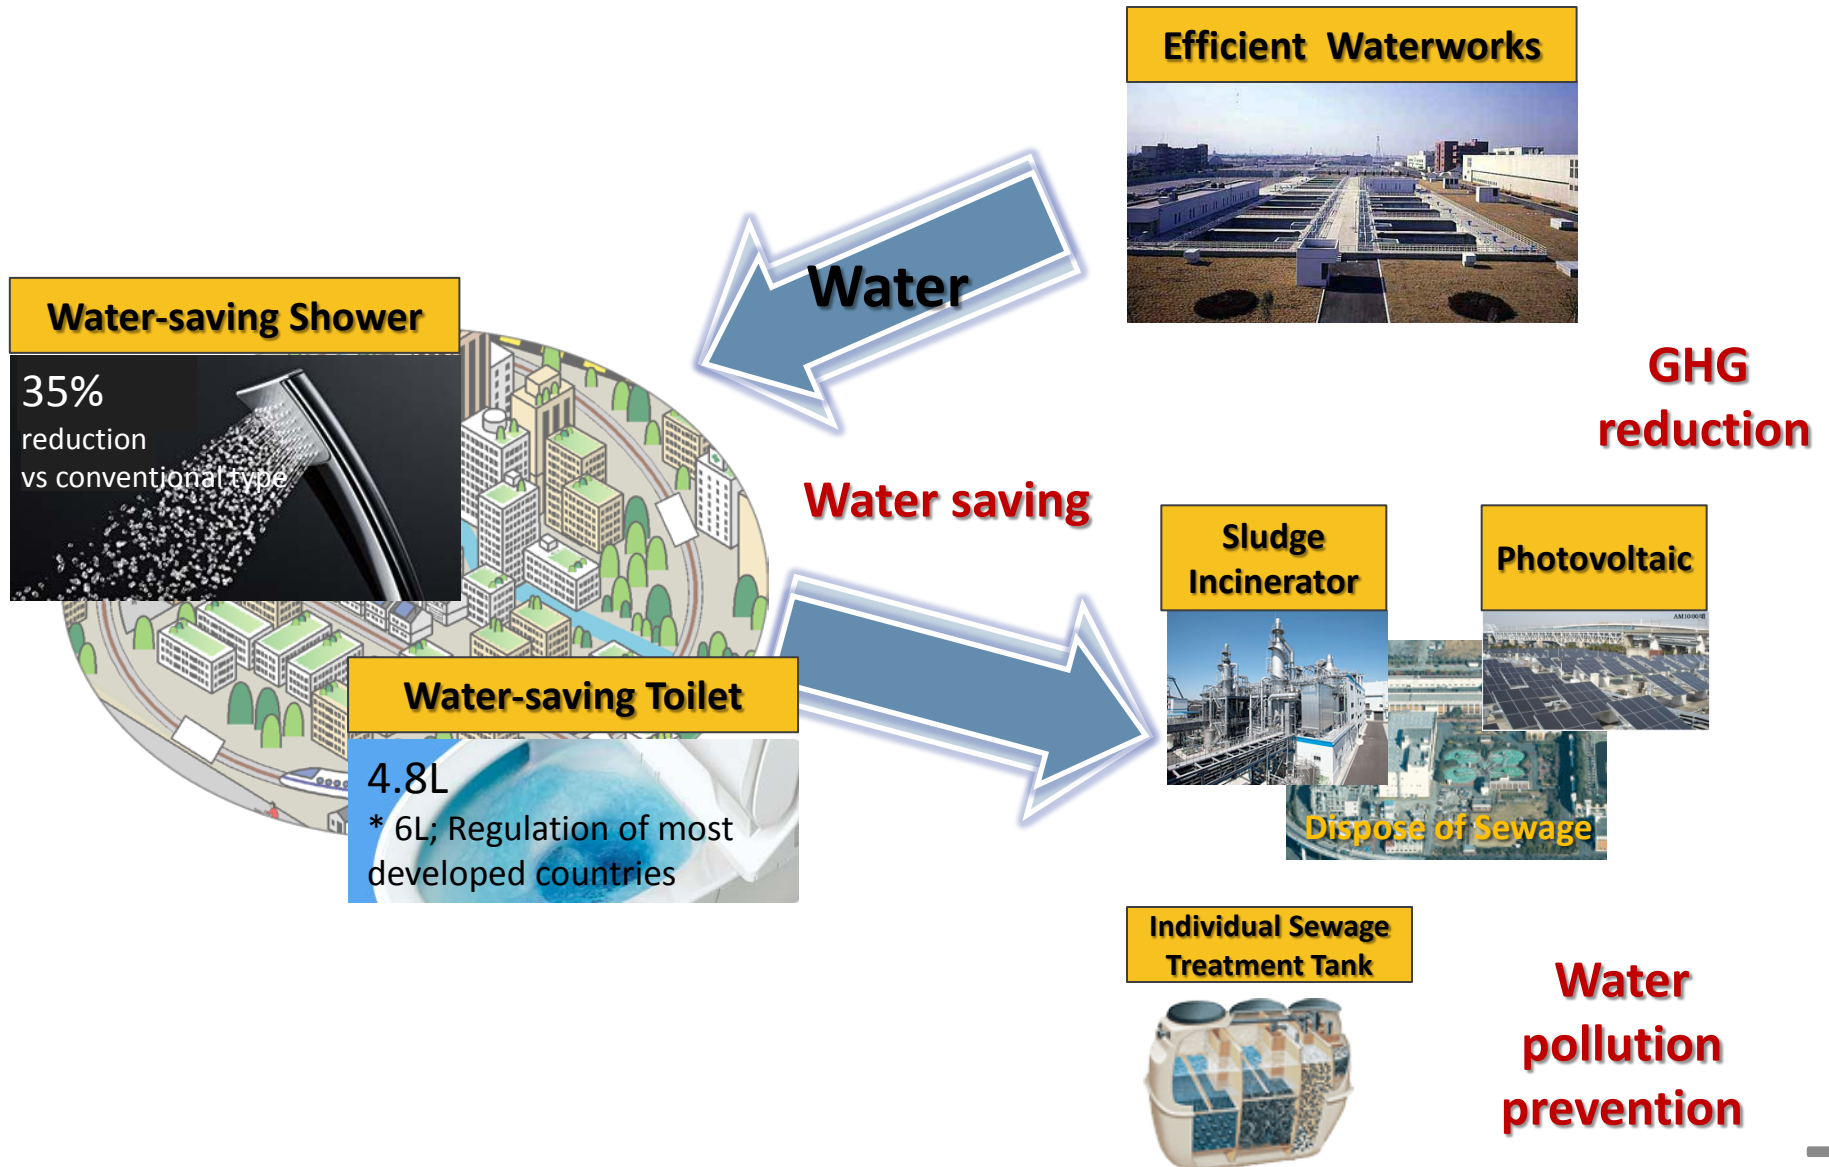 Efficient Waterworks
Water
Water-saving Shower
35%
reduction
vs conventional type
GHG
reduction
Water saving
Sludge
Incinerator
Photovoltaic
Water-saving Toilet
4.8L
* 6L; Regulation of most
developed countries
Dispose of Sewage
Individual Sewage
Treatment Tank
Water
pollution
prevention